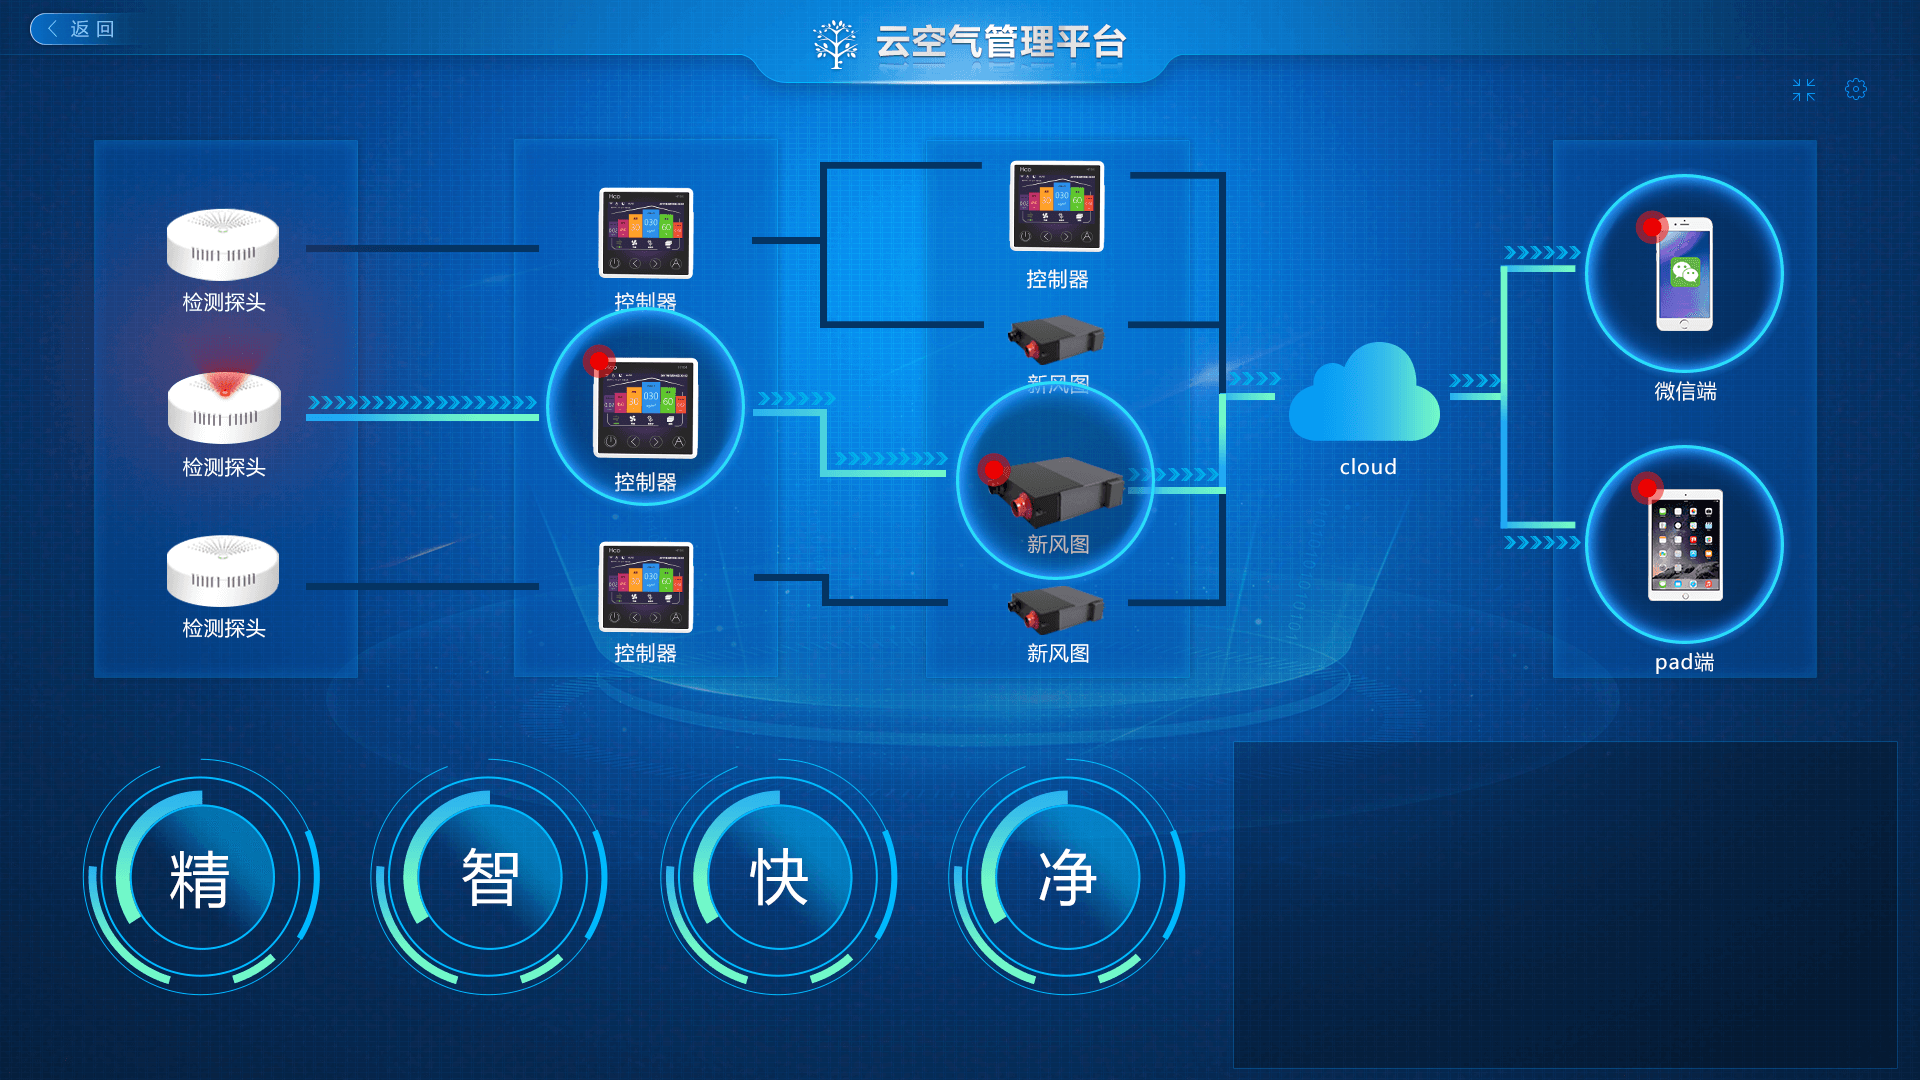 返回
云空气管理平台
检测探头
检测探头
检测探头
控制器
控制器
控制器
控制器
新风图
新风图
新风图
cloud
微信端
pad端
精
智
快
净